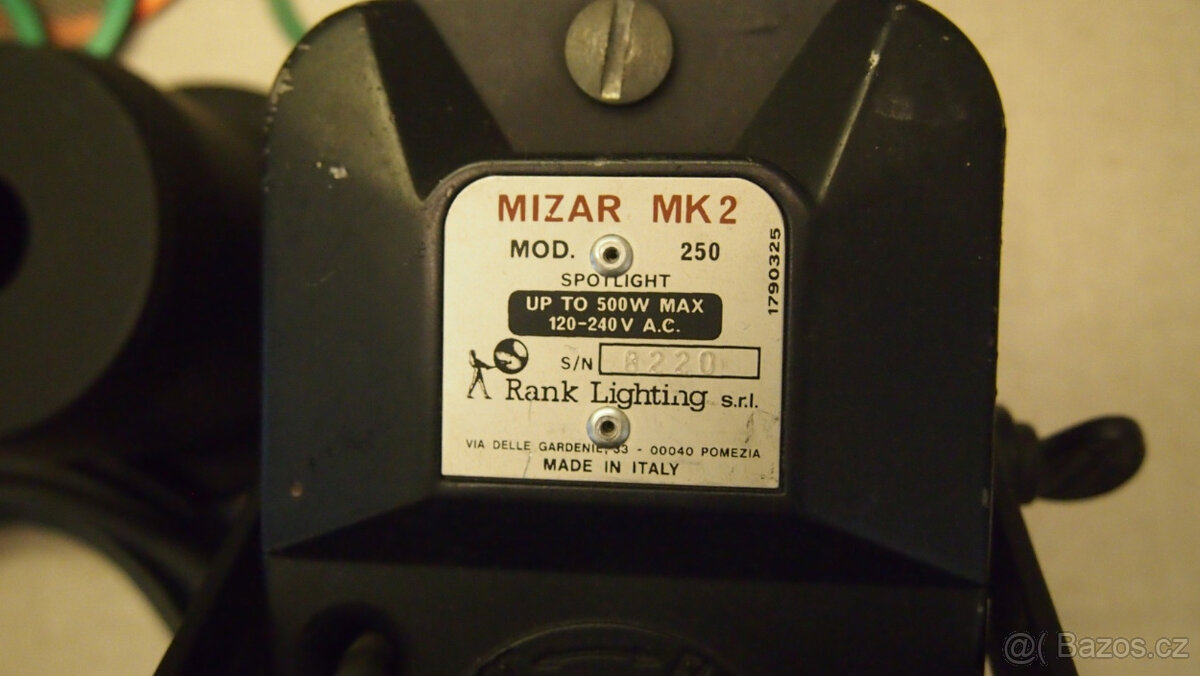 MIZAR MK2
MOD. 250
SPOTLIGHT
UP TO 500W MAX
120-240V A.C.
1790325
S/N 8220
Rank Lighting s.r.l.
VIA DELLE GARDENIE, 33 - 00040 POMEZIA
MADE IN ITALY
@( Bazos.cz